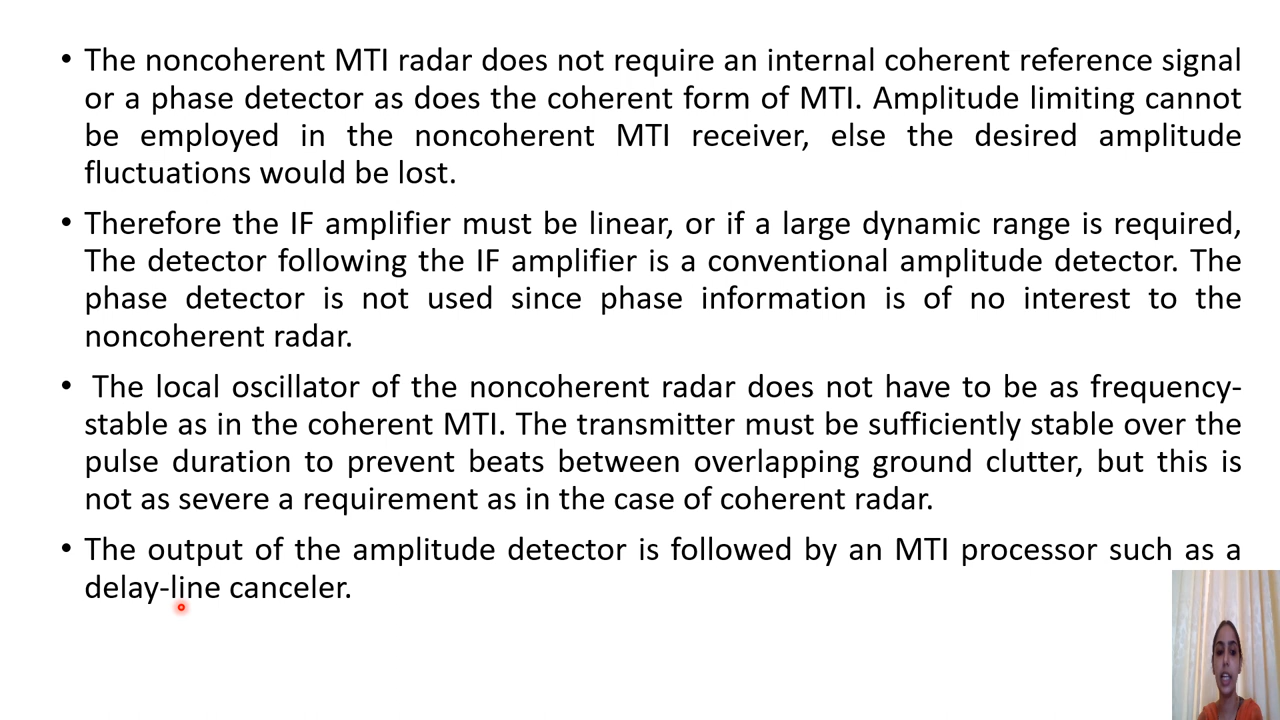 • The noncoherent MTI radar does not require an internal coherent reference signal
or a phase detector as does the coherent form of MTI. Amplitude limiting cannot
be employed in the noncoherent MTI receiver, else the desired amplitude
fluctuations would be lost.
• Therefore the IF amplifier must be linear, or if a large dynamic range is required,
The detector following the IF amplifier is a conventional amplitude detector. The
phase detector is not used since phase information is of no interest to the
noncoherent radar.
• The local oscillator of the noncoherent radar does not have to be as frequency-
stable as in the coherent MTI. The transmitter must be sufficiently stable over the
pulse duration to prevent beats between overlapping ground clutter, but this is
not as severe a requirement as in the case of coherent radar.
• The output of the amplitude detector is followed by an MTI processor such as a
delay-line canceler.